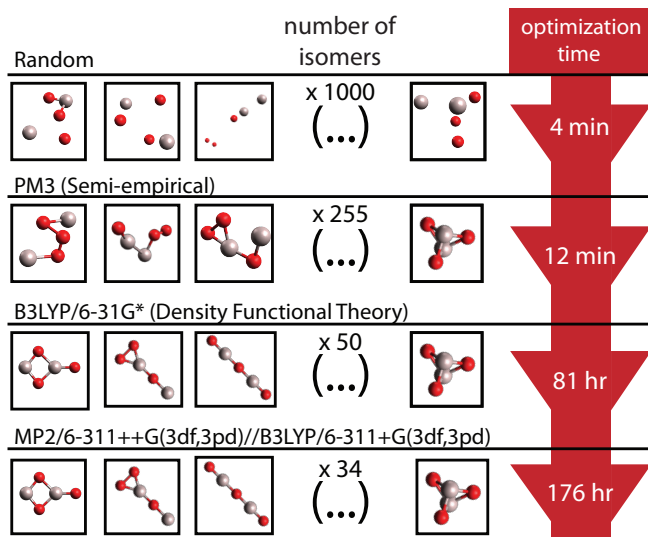 number of
isomers
optimization
time
Random
x 1000
(...)
4 min
PM3 (Semi-empirical)
x 255
(...)
12 min
B3LYP/6-31G* (Density Functional Theory)
x 50
(...)
81 hr
MP2/6-311++G(3df,3pd)//B3LYP/6-311+G(3df,3pd)
x 34
(...)
176 hr